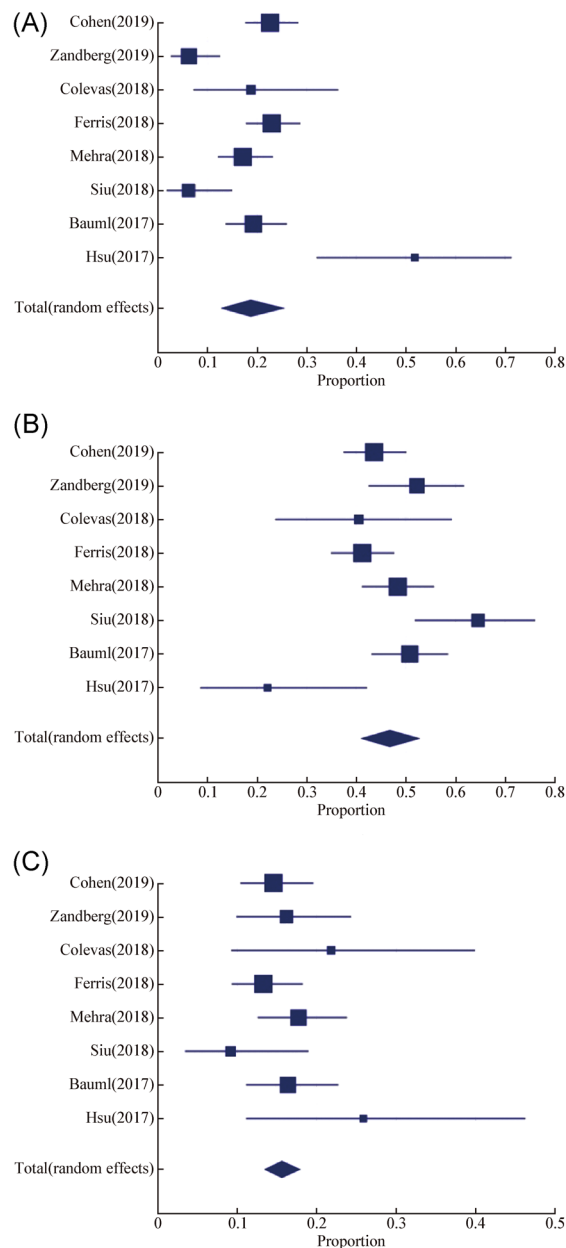 (A)
Cohen(2019)
Zandberg(2019)
Colevas(2018)
Ferris(2018)
Mehra(2018)
Siu(2018)
Bauml(2017)
Hsu(2017)
Total(random effects)
0 0.1 0.2 0.3 0.4 0.5 0.6 0.7 0.8
Proportion
(B)
Cohen(2019)
Zandberg(2019)
Colevas(2018)
Ferris(2018)
Mehra(2018)
Siu(2018)
Bauml(2017)
Hsu(2017)
Total(random effects)
0 0.1 0.2 0.3 0.4 0.5 0.6 0.7 0.8
Proportion
(C)
Cohen(2019)
Zandberg(2019)
Colevas(2018)
Ferris(2018)
Mehra(2018)
Siu(2018)
Bauml(2017)
Hsu(2017)
Total(random effects)
0 0.1 0.2 0.3 0.4 0.5
Proportion